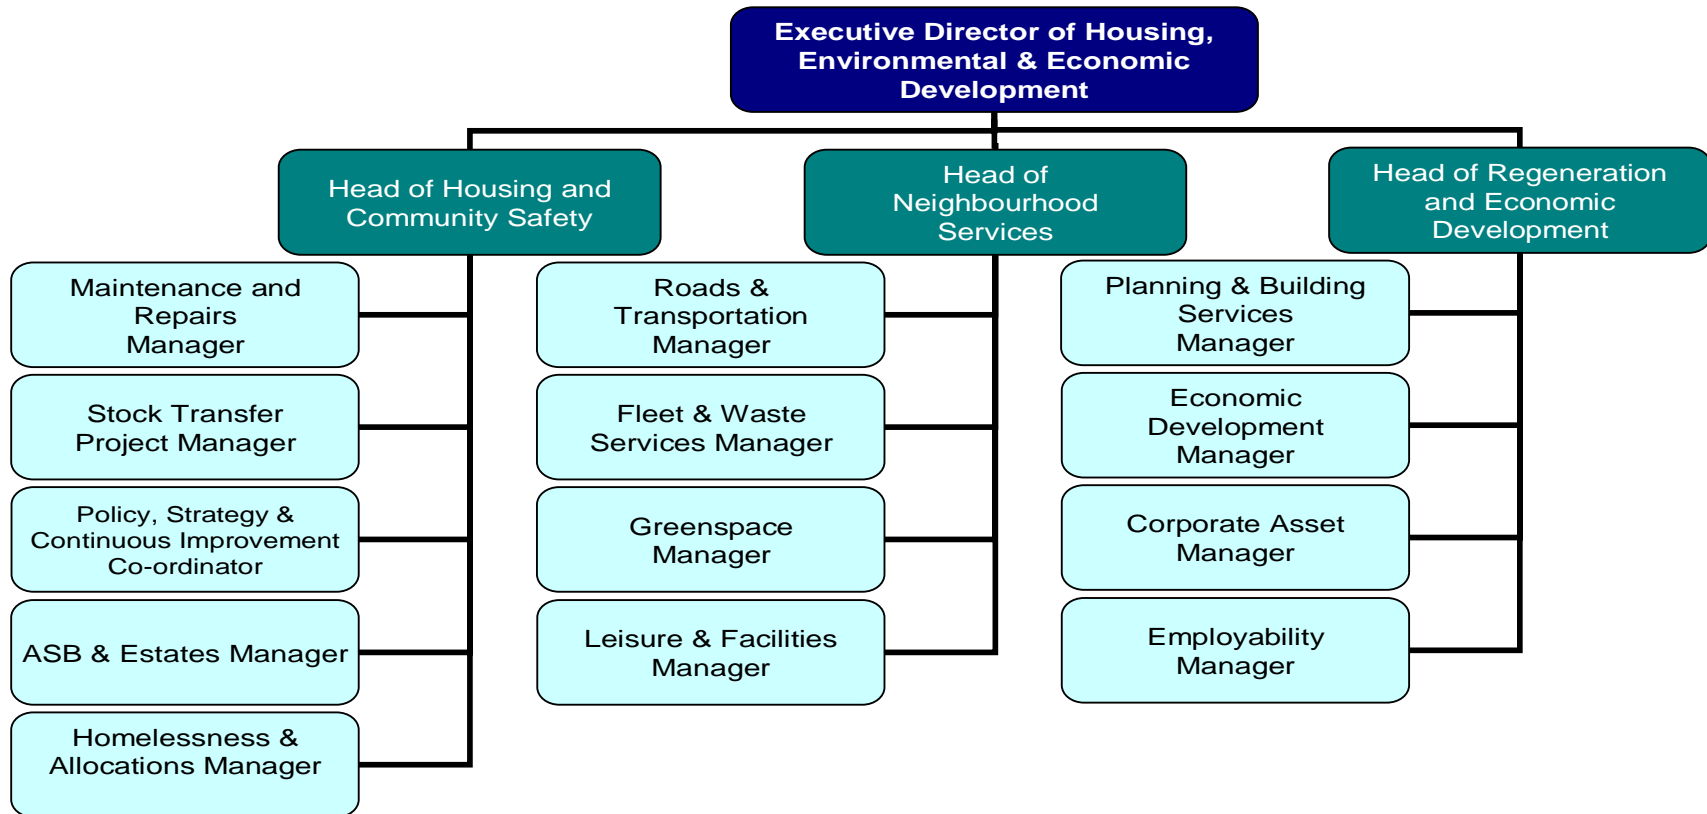 Executive Director of Housing,
Environmental & Economic
Development
Head of Housing and
Community Safety
Head of
Neighbourhood
Services
Head of Regeneration
and Economic
Development
Maintenance and
Repairs
Manager
Stock Transfer
Project Manager
Policy, Strategy &
Continuous Improvement
Co-ordinator
ASB & Estates Manager
Homelessness &
Allocations Manager
Roads &
Transportation
Manager
Fleet & Waste
Services Manager
Greenspace
Manager
Leisure & Facilities
Manager
Planning & Building
Services
Manager
Economic
Development
Manager
Corporate Asset
Manager
Employability
Manager